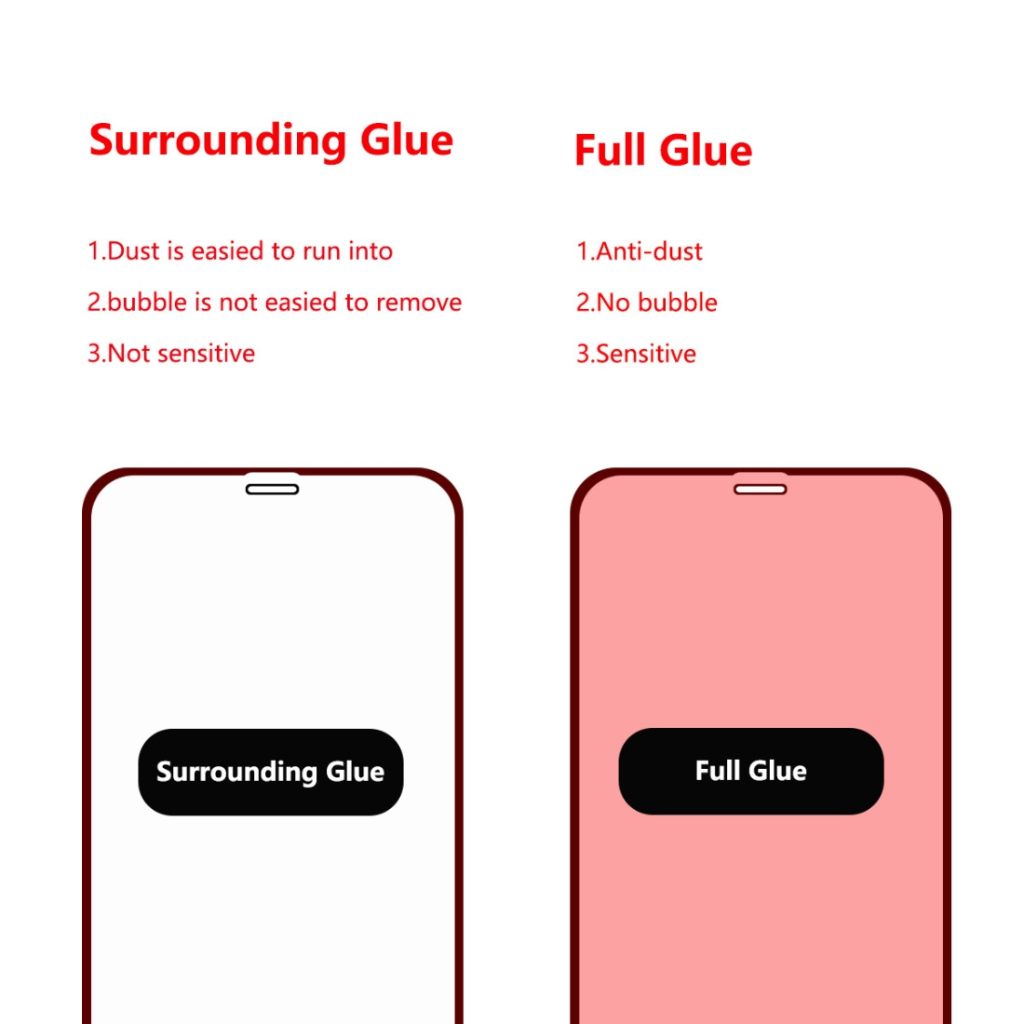 Surrounding Glue
1.Dust is easied to run into
2.bubble is not easied to remove
3.Not sensitive
Full Glue
1.Anti-dust
2.No bubble
3.Sensitive
Surrounding Glue
Full Glue